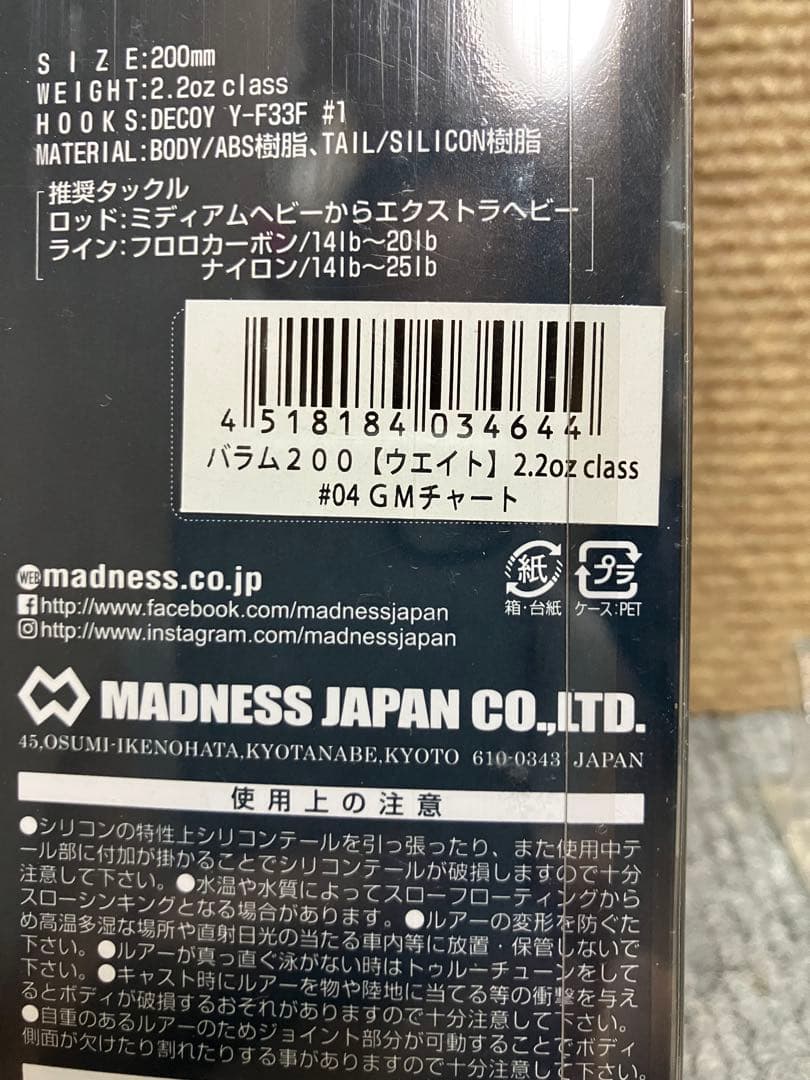 SIZE:200mm
WEIGHT:2.2oz class
HOOKS:DECOY Y-F33F #1
MATERIAL:BODY/ABS樹脂、TAIL/SILICON樹脂
推奨タックル
ロッド:ミディアムヘビーからエクストラヘビー
ライン:フロロカーボン/14lb～20lb
ナイロン/14lb～25lb
4 518184 034644
バラム200【ウエイト】2.2oz class
#04 GMチャート
紙 プラ
箱・台紙 ケース:PET
WEB madness.co.jp
http://www.facebook.com/madnessjapan
http://www.instagram.com/madnessjapan
MADNESS JAPAN CO.,LTD.
45,OSUMI-IKENOHATA,KYOTANABE,KYOTO 610-0343 JAPAN
使用上の注意
●シリコンの特性上シリコンテールを引っ張ったり、また使用中テ
ール部に付加が掛かることでシリコンテールが破損しますので十分
注意して下さい。●水温や水質によってスローフローティングから
スローシンキングとなる場合があります。●ルアーの変形を防ぐた
め高温多湿な場所や直射日光の当たる車内等に放置・保管しないで
下さい。●ルアーが真っ直ぐ泳がない時はトゥルーチューンをして
下さい。●キャスト時にルアーを物や陸地に当てる等の衝撃を与え
るとボディが破損するおそれがありますので十分注意して下さい。
●自重のあるルアーのためジョイント部分が可動することでボディ
側面が欠けたり割れたりする事がありますので十分注意して下さい。